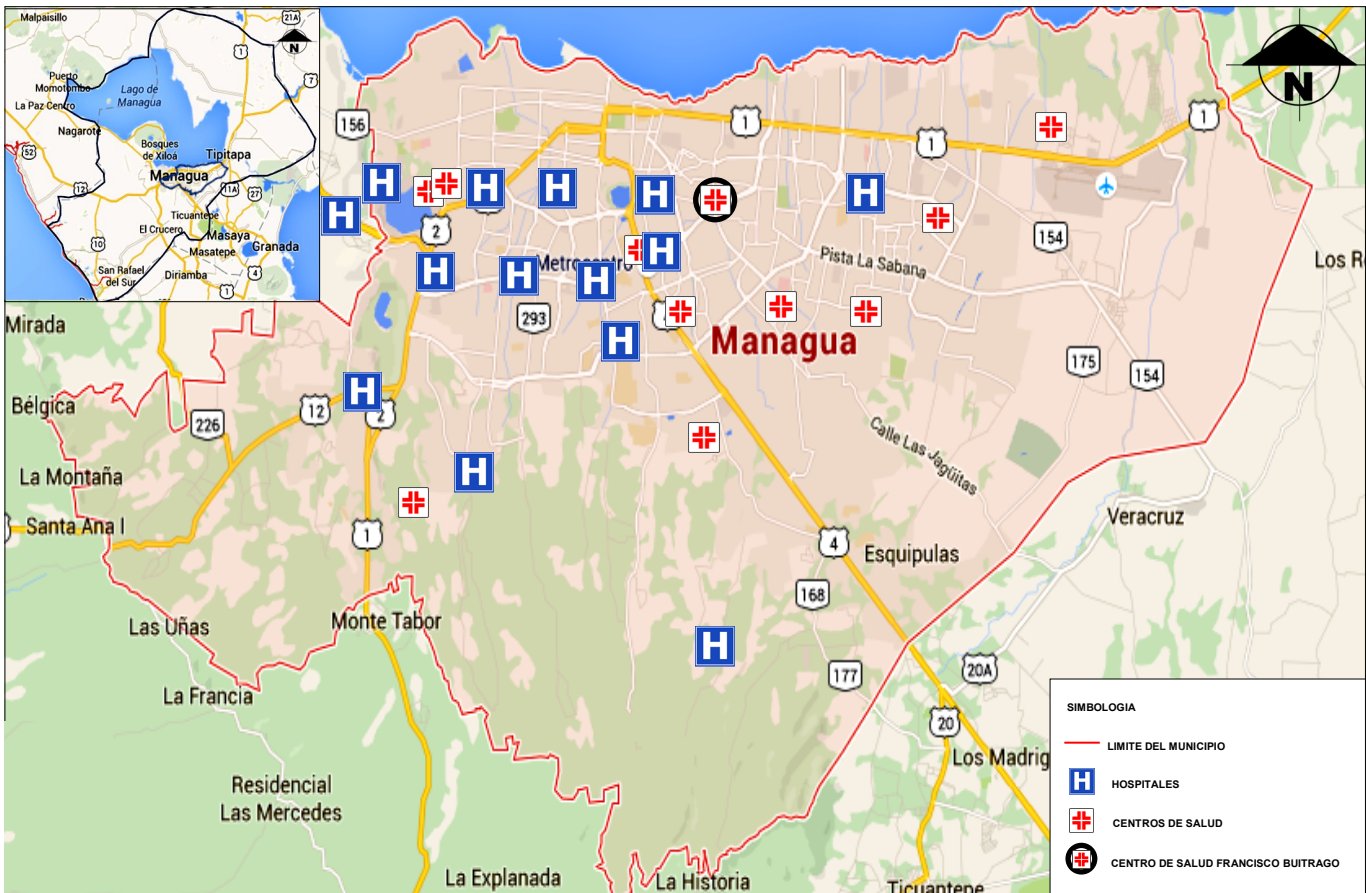 Malpaisillo
21A
N
1
Puerto
Momotombo
Lago de
Managua
7
La Paz Centro
Nagarote
Bosques
de Xiloá
Tipitapa
52
12
Managua
11A
27
Ticuantepe
El Crucero
Masaya
10
Masatepe
Granada
San Rafael
del Sur
Diriamba
4
1
N
156
1
1
1
H
H
H
H
H
H
2
154
Metrocentro
H
Pista La Sabana
Los R
H
H
H
293
Mirada
H
Managua
175
154
Bélgica
226
12
H
2
Calle Las Jagüitas
La Montaña
H
Santa Ana I
1
Veracruz
4
Esquipulas
168
Las Uñas
Monte Tabor
H
177
20A
La Francia
20
Los Madrig
Residencial
Las Mercedes
La Explanada
La Historia
Ticuantepe
SIMBOLOGIA
LIMITE DEL MUNICIPIO
H HOSPITALES
CENTROS DE SALUD
CENTRO DE SALUD FRANCISCO BUITRAGO